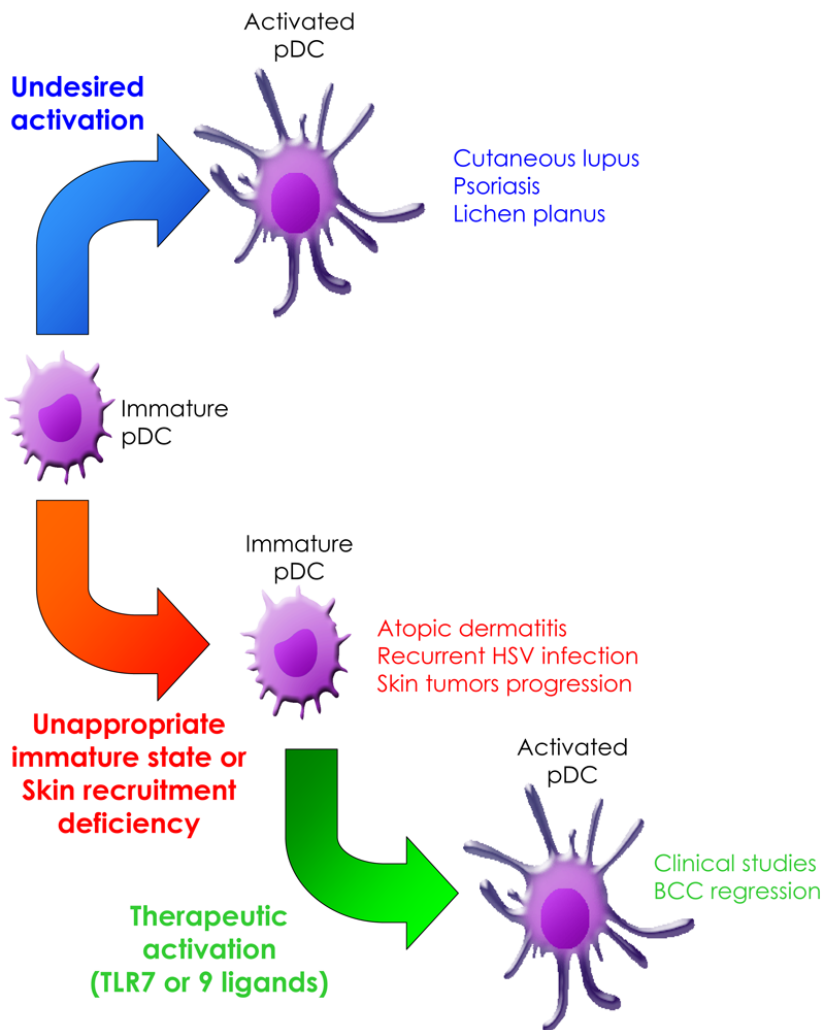 Activated
pDC
Undesired
activation
Cutaneous lupus
Psoriasis
Lichen planus
Immature
pDC
Immature
pDC
Atopic dermatitis
Recurrent HSV infection
Skin tumors progression
Unappropriate
immature state or
Skin recruitment
deficiency
Activated
pDC
Clinical studies
BCC regression
Therapeutic
activation
(TLR7 or 9 ligands)